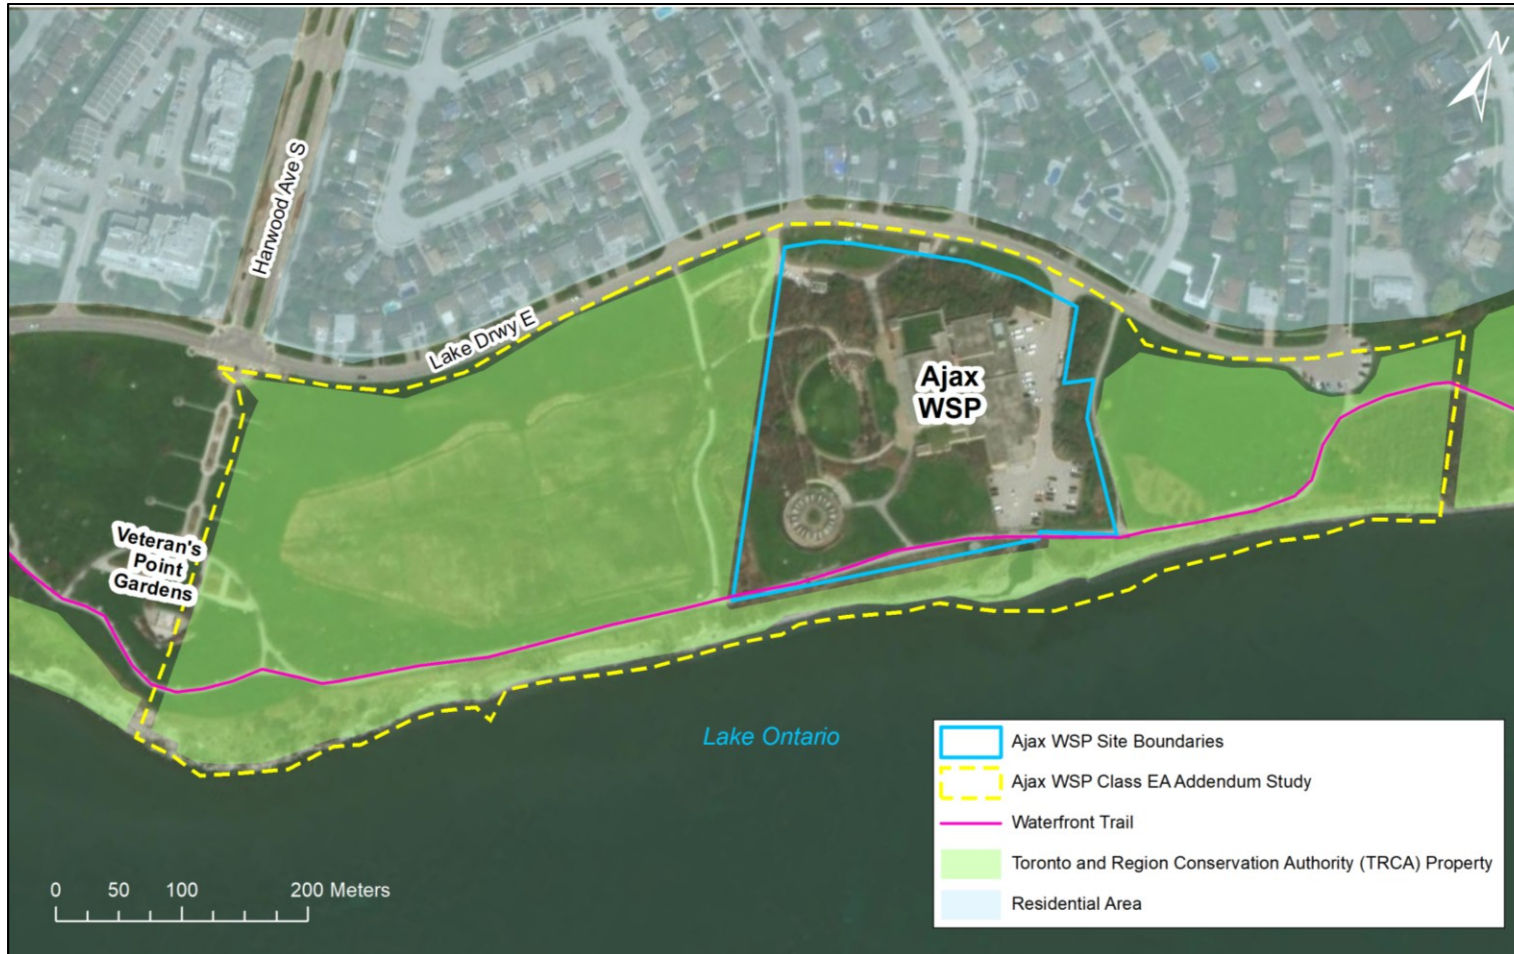 N
Harwood Ave S
Lake Drwy E
Ajax
WSP
Veteran's
Point
Gardens
Lake Ontario
Ajax WSP Site Boundaries
Ajax WSP Class EA Addendum Study
Waterfront Trail
Toronto and Region Conservation Authority (TRCA) Property
Residential Area
0 50 100 200 Meters